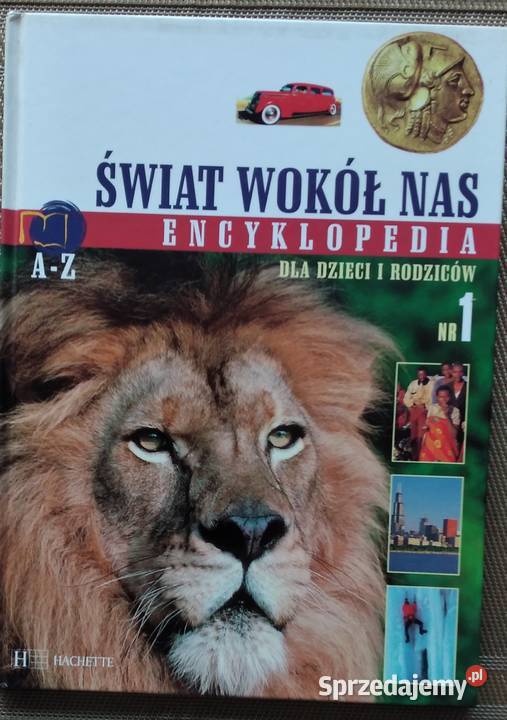 ŚWIAT WOKÓŁ NAS
ENCYKLOPEDIA
A-Z
DLA DZIECI I RODZICÓW
NR 1
H HACHETTE
Sprzedajemy.pl